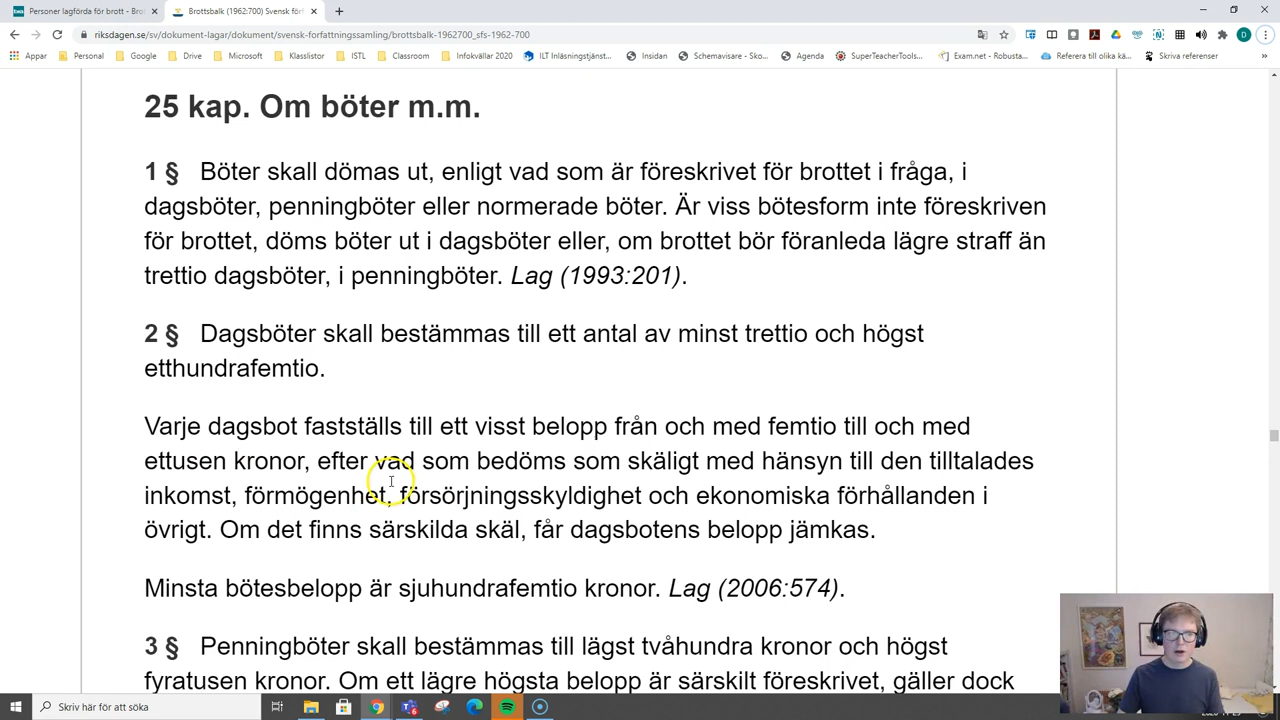 Personer lagförda för brott - Bro
Brottsbalk (1962:700) Svensk för
riksdagen.se/sv/dokument-lagar/dokument/svensk-forfattningssamling/brottsbalk-1962700_sfs-1962-700
Appar Personal Google Drive Microsoft Klasslistor ISTL Classroom Infokvällar 2020 ILT Inläsningstjänst... Insidan Schemavisare - Sko... Agenda SuperTeacherTools... Exam.net - Robusta... Referera till olika kä... Skriva referenser
25 kap. Om böter m.m.
1 § Böter skall dömas ut, enligt vad som är föreskrivet för brottet i fråga, i
dagsböter, penningböter eller normerade böter. Är viss bötesform inte föreskriven
för brottet, döms böter ut i dagsböter eller, om brottet bör föranleda lägre straff än
trettio dagsböter, i penningböter. Lag (1993:201).
2 § Dagsböter skall bestämmas till ett antal av minst trettio och högst
etthundrafemtio.
Varje dagsbot fastställs till ett visst belopp från och med femtio till och med
ettusen kronor, efter vad som bedöms som skäligt med hänsyn till den tilltalades
inkomst, förmögenhet, försörjningsskyldighet och ekonomiska förhållanden i
övrigt. Om det finns särskilda skäl, får dagsbotens belopp jämkas.
Minsta bötesbelopp är sjuhundrafemtio kronor. Lag (2006:574).
3 § Penningböter skall bestämmas till lägst tvåhundra kronor och högst
fyratusen kronor. Om ett lägre högsta belopp är särskilt föreskrivet, gäller dock
Skriv här för att söka